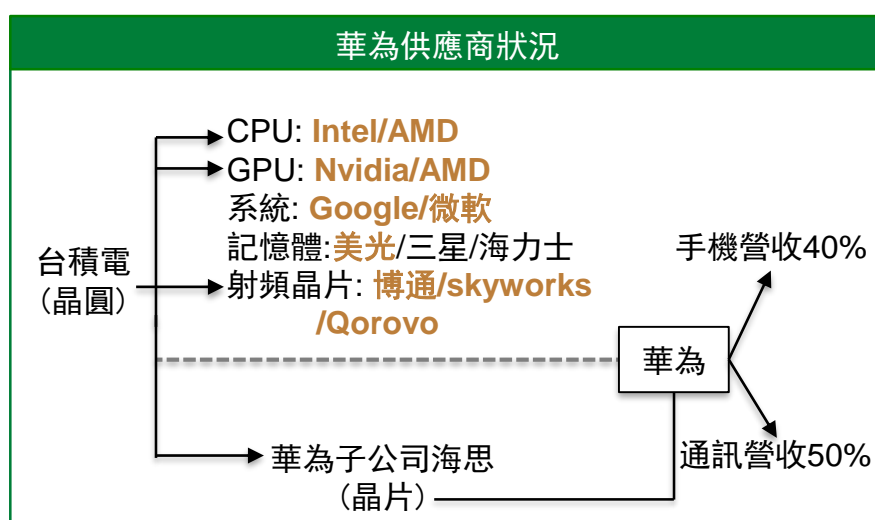 華為供應商狀況
CPU: Intel/AMD
GPU: Nvidia/AMD
系統: Google/微軟
記憶體:美光/三星/海力士
射頻晶片: 博通/skyworks
/Qorovo
台積電
(晶圓)
手機營收40%
華為
通訊營收50%
華為子公司海思
(晶片)